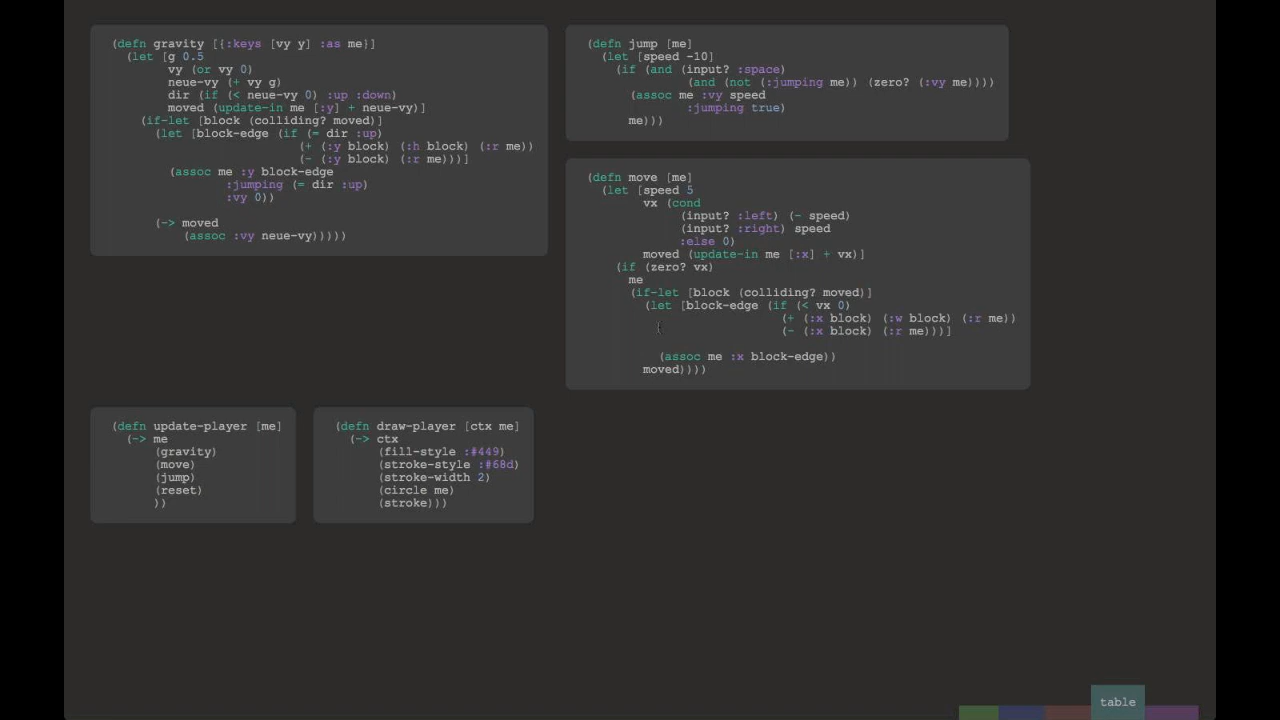 (defn gravity [{:keys [vy y] :as me}]
(let [g 0.5
vy (or vy 0)
neue-vy (+ vy g)
dir (if (< neue-vy 0) :up :down)
moved (update-in me [:y] + neue-vy)]
(if-let [block (colliding? moved)]
(let [block-edge (if (= dir :up)
(+ (:y block) (:h block) (:r me))
(- (:y block) (:r me)))]
(assoc me :y block-edge
:jumping (= dir :up)
:vy 0))
(-> moved
(assoc :vy neue-vy)))))
(defn jump [me]
(let [speed -10]
(if (and (input? :space)
(and (not (:jumping me)) (zero? (:vy me))))
(assoc me :vy speed
:jumping true)
me)))
(defn move [me]
(let [speed 5
vx (cond
(input? :left) (- speed)
(input? :right) speed
:else 0)
moved (update-in me [:x] + vx)]
(if (zero? vx)
me
(if-let [block (colliding? moved)]
(let [block-edge (if (< vx 0)
(+ (:x block) (:w block) (:r me))
(- (:x block) (:r me)))]
(assoc me :x block-edge))
moved))))
(defn update-player [me]
(-> me
(gravity)
(move)
(jump)
(reset)
))
(defn draw-player [ctx me]
(-> ctx
(fill-style :#449)
(stroke-style :#68d)
(stroke-width 2)
(circle me)
(stroke)))
table